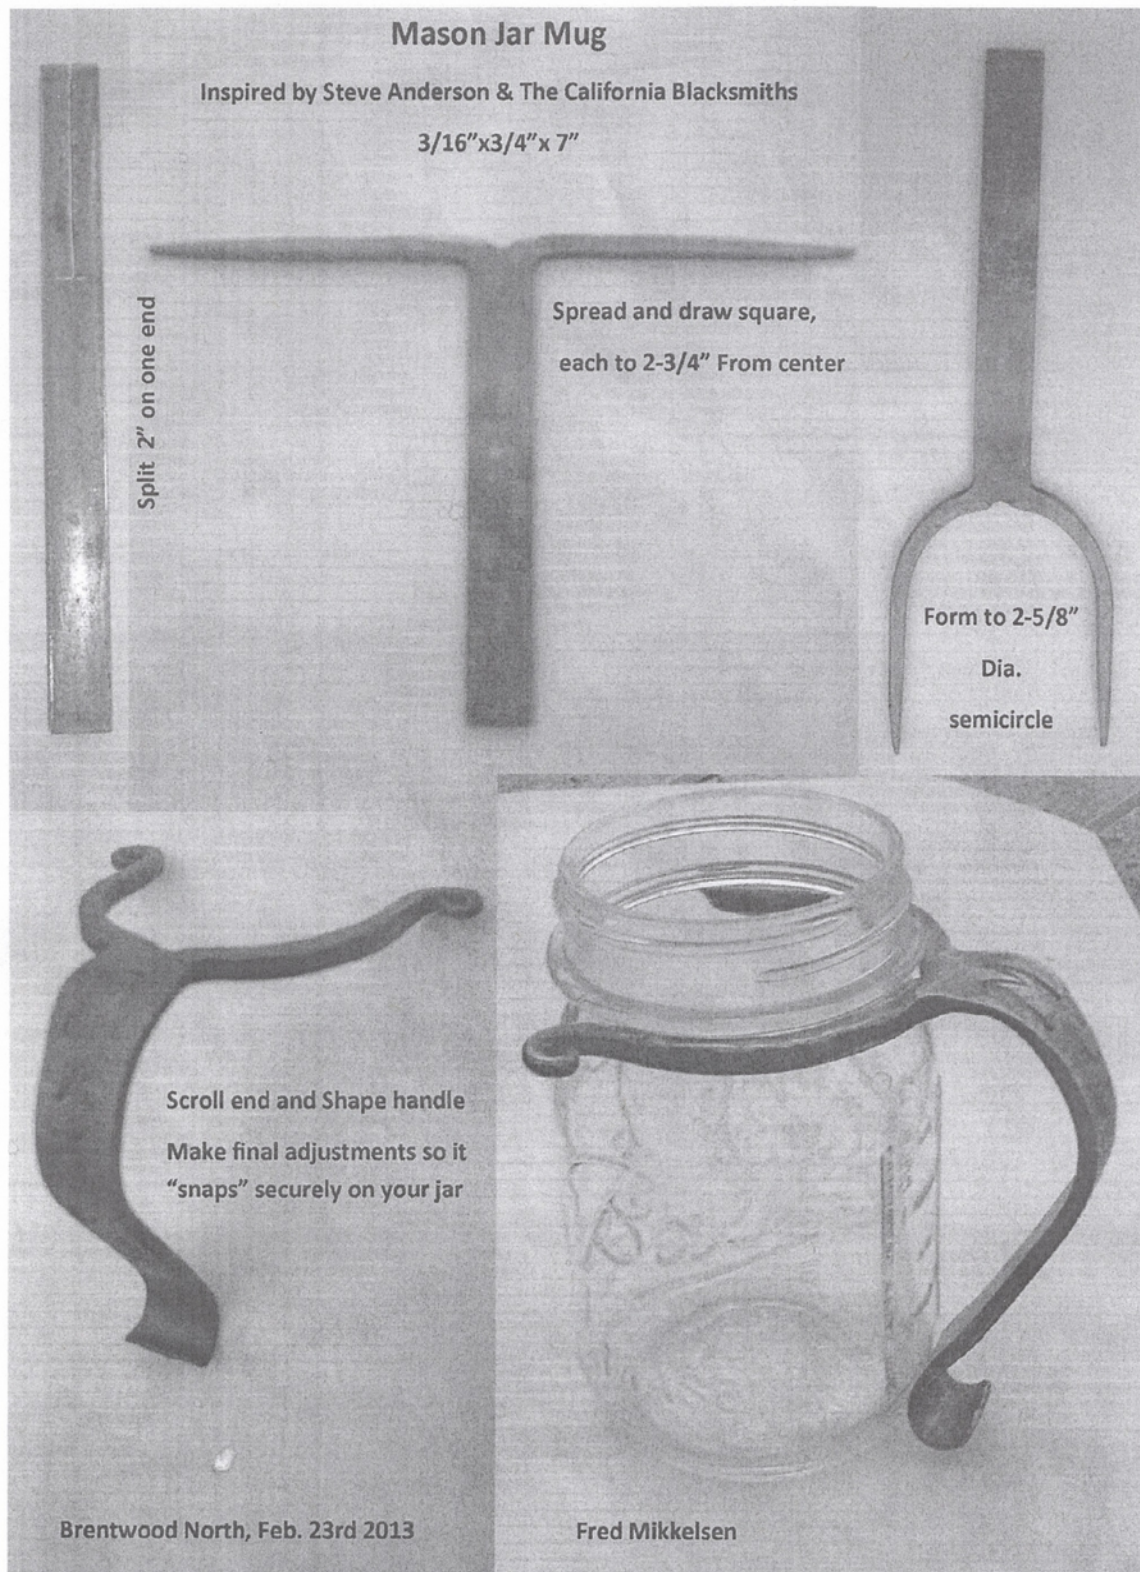 Mason Jar Mug
Inspired by Steve Anderson & The California Blacksmiths
3/16”x3/4”x 7”
Split 2” on one end
Spread and draw square,
each to 2-3/4” From center
Form to 2-5/8”
Dia.
semicircle
Scroll end and Shape handle
Make final adjustments so it
“snaps” securely on your jar
Brentwood North, Feb. 23rd 2013
Fred Mikkelsen